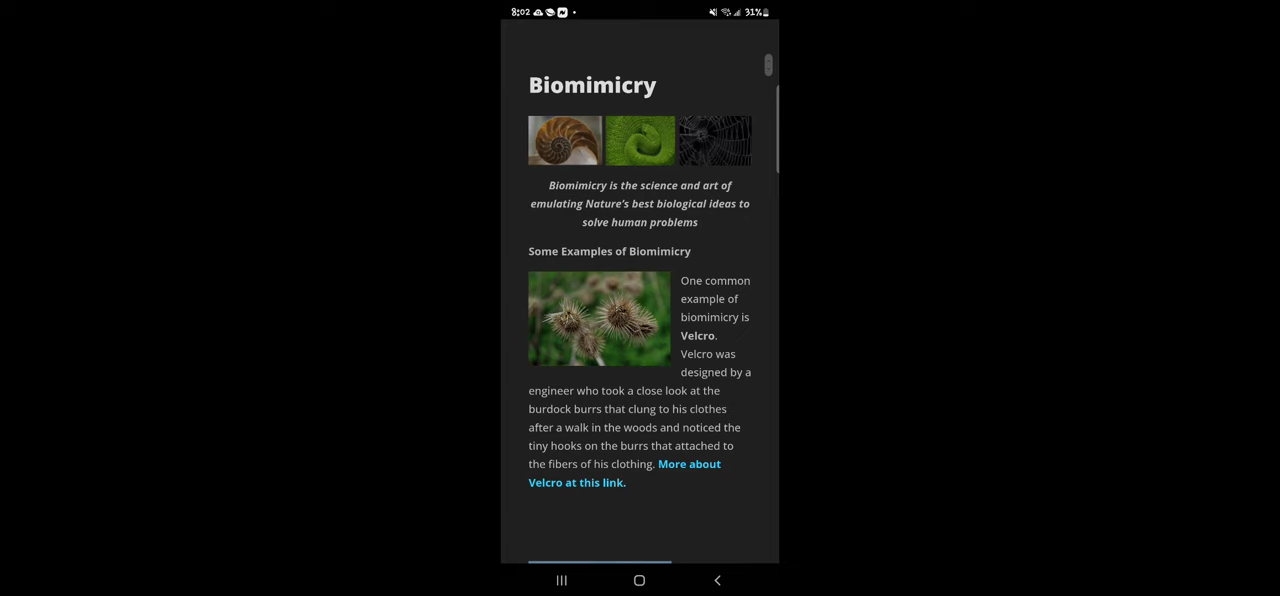 8:02
31%
Biomimicry
Biomimicry is the science and art of
emulating Nature's best biological ideas to
solve human problems
Some Examples of Biomimicry
One common
example of
biomimicry is
Velcro.
Velcro was
designed by a
engineer who took a close look at the
burdock burrs that clung to his clothes
after a walk in the woods and noticed the
tiny hooks on the burrs that attached to
the fibers of his clothing. More about
Velcro at this link.